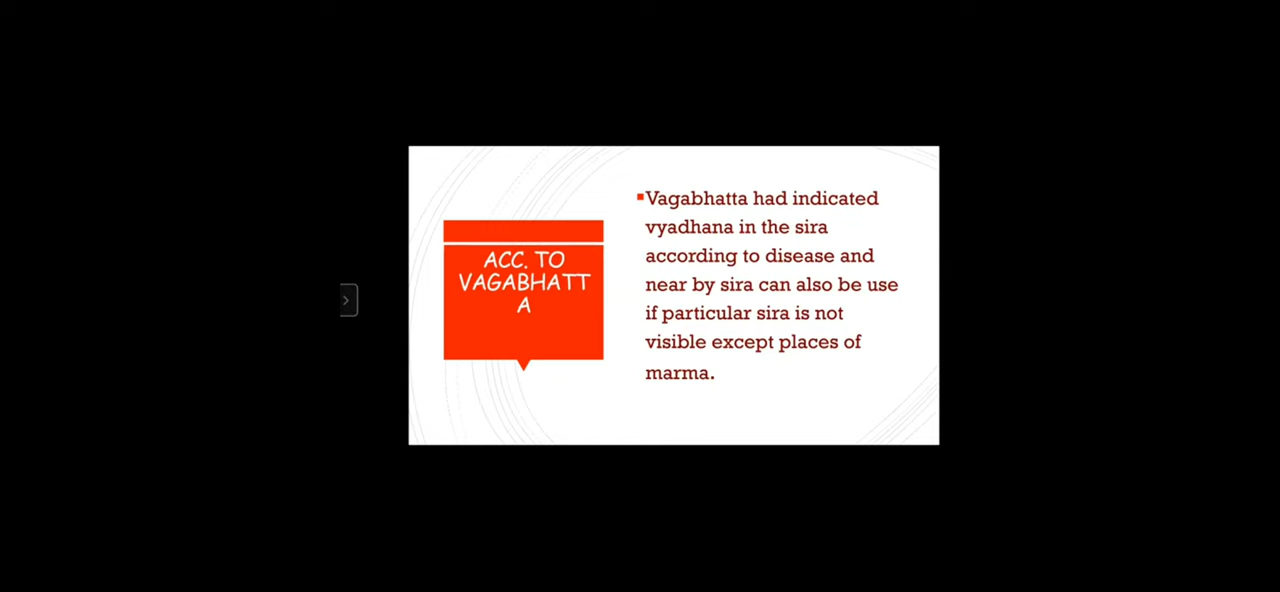 ACC. TO
VAGABHATT
A
Vagabhatta had indicated
vyadhana in the sira
according to disease and
near by sira can also be use
if particular sira is not
visible except places of
marma.